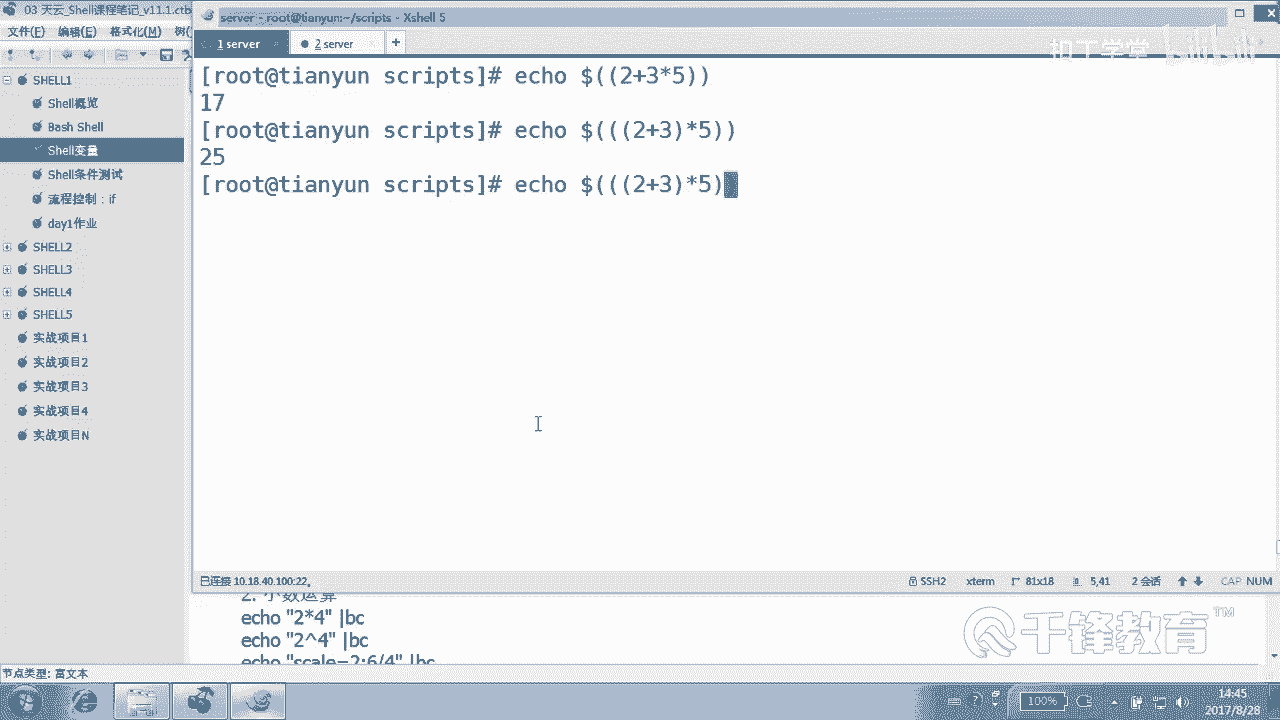 03 天云_Shell课程笔记_v11.1.ctb
server - root@tianyun:~/scripts - Xshell 5
文件(F) 编辑(E) 格式化(M) 树(
1 server
2 server
+
扣丁学堂 bilibili
[root@tianyun scripts]# echo $((2+3*5))
17
[root@tianyun scripts]# echo $(((2+3)*5))
25
[root@tianyun scripts]# echo $(((2+3)*5)
SHELL1
Shell概览
Bash Shell
Shell变量
Shell条件测试
流程控制：if
day1作业
SHELL2
SHELL3
SHELL4
SHELL5
实战项目1
实战项目2
实战项目3
实战项目4
实战项目N
已连接 10.18.40.100:22。 SSH2 xterm 81x18 5,41 2 会话 CAP NUM
2. 小数运算
echo "2*4" |bc
echo "2^4" |bc
echo "scale=2;6/4" |bc
千锋教育 TM
节点类型: 富文本
100%
14:45
2017/8/28